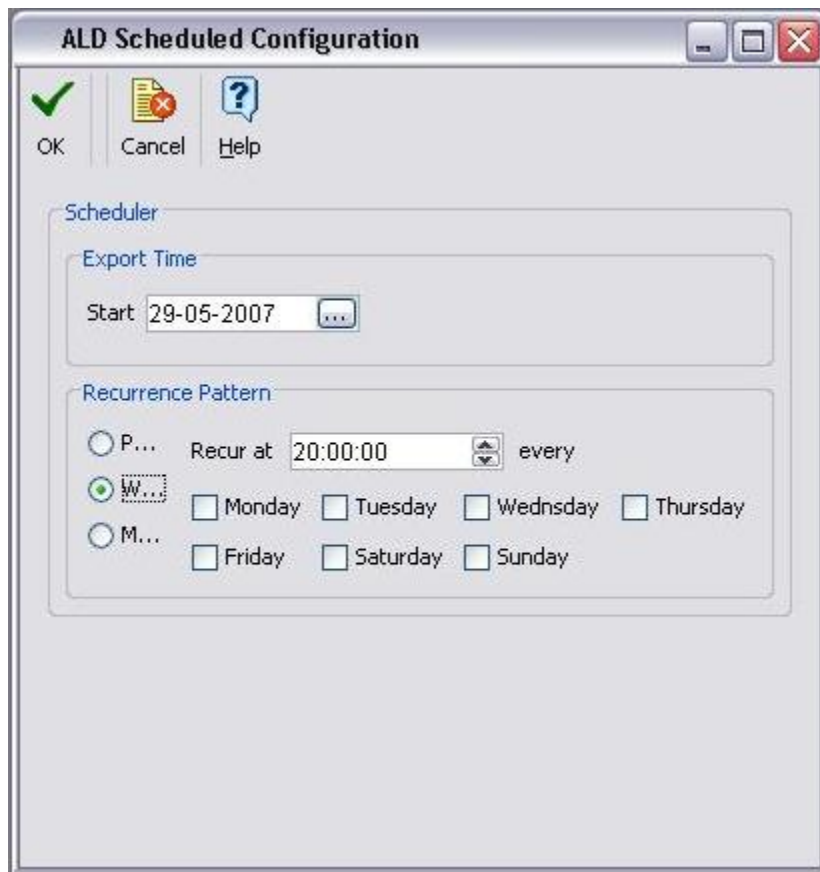 ALD Scheduled Configuration
OK Cancel Help
Scheduler
Export Time
Start 29-05-2007 ...
Recurrence Pattern
P... Recur at 20:00:00 every
W...
Monday Tuesday Wednsday Thursday
M...
Friday Saturday Sunday